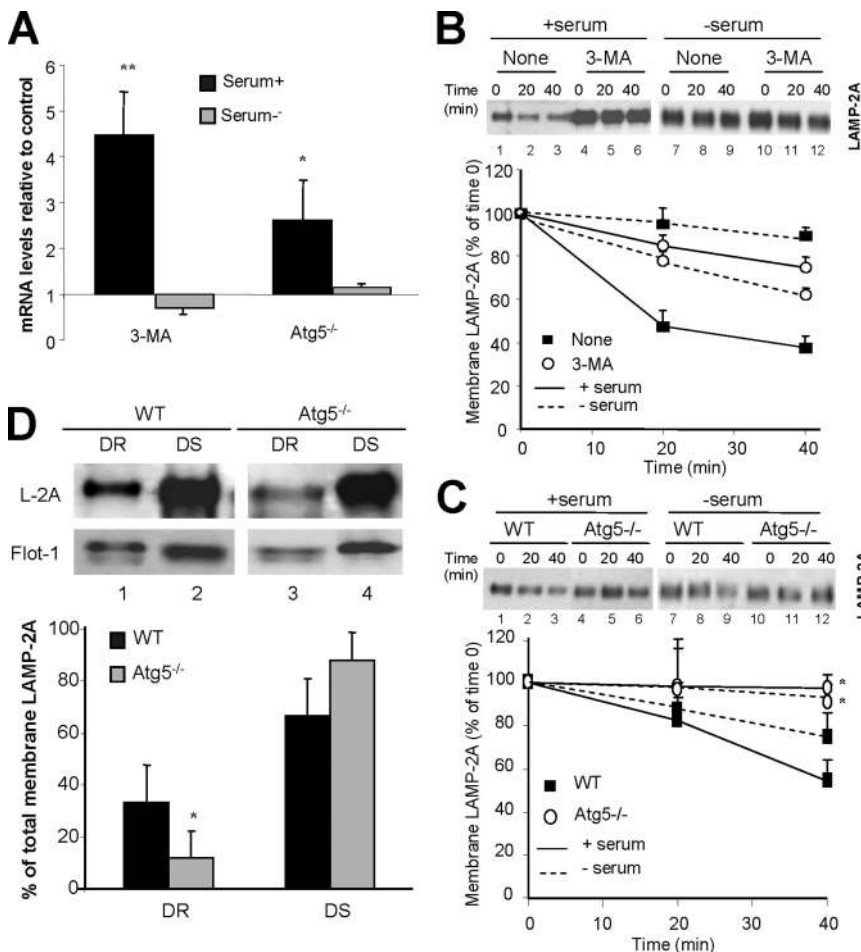 A
mRNA levels relative to control
6
5
4
3
2
1
0
**
*
Serum+
Serum-
3-MA
Atg5-/-
B
+serum -serum
None 3-MA None 3-MA
Time (min) 0 20 40 0 20 40 0 20 40 0 20 40
LAMP-2A
1 2 3 4 5 6 7 8 9 10 11 12
Membrane LAMP-2A (% of time 0)
120
100
80
60
40
20
0
None
3-MA
+ serum
- serum
0 10 20 30 40
Time (min)
D
WT Atg5-/-
DR DS DR DS
L-2A
Flot-1
1 2 3 4
% of total membrane LAMP-2A
100
80
60
40
20
0
WT
Atg5-/-
*
DR DS
C
+serum -serum
WT Atg5-/- WT Atg5-/-
Time (min) 0 20 40 0 20 40 0 20 40 0 20 40
LAMP-2A
1 2 3 4 5 6 7 8 9 10 11 12
Membrane LAMP-2A (% of time 0)
120
100
80
60
40
20
0
*
*
WT
Atg5-/-
+ serum
- serum
0 10 20 30 40
Time (min)